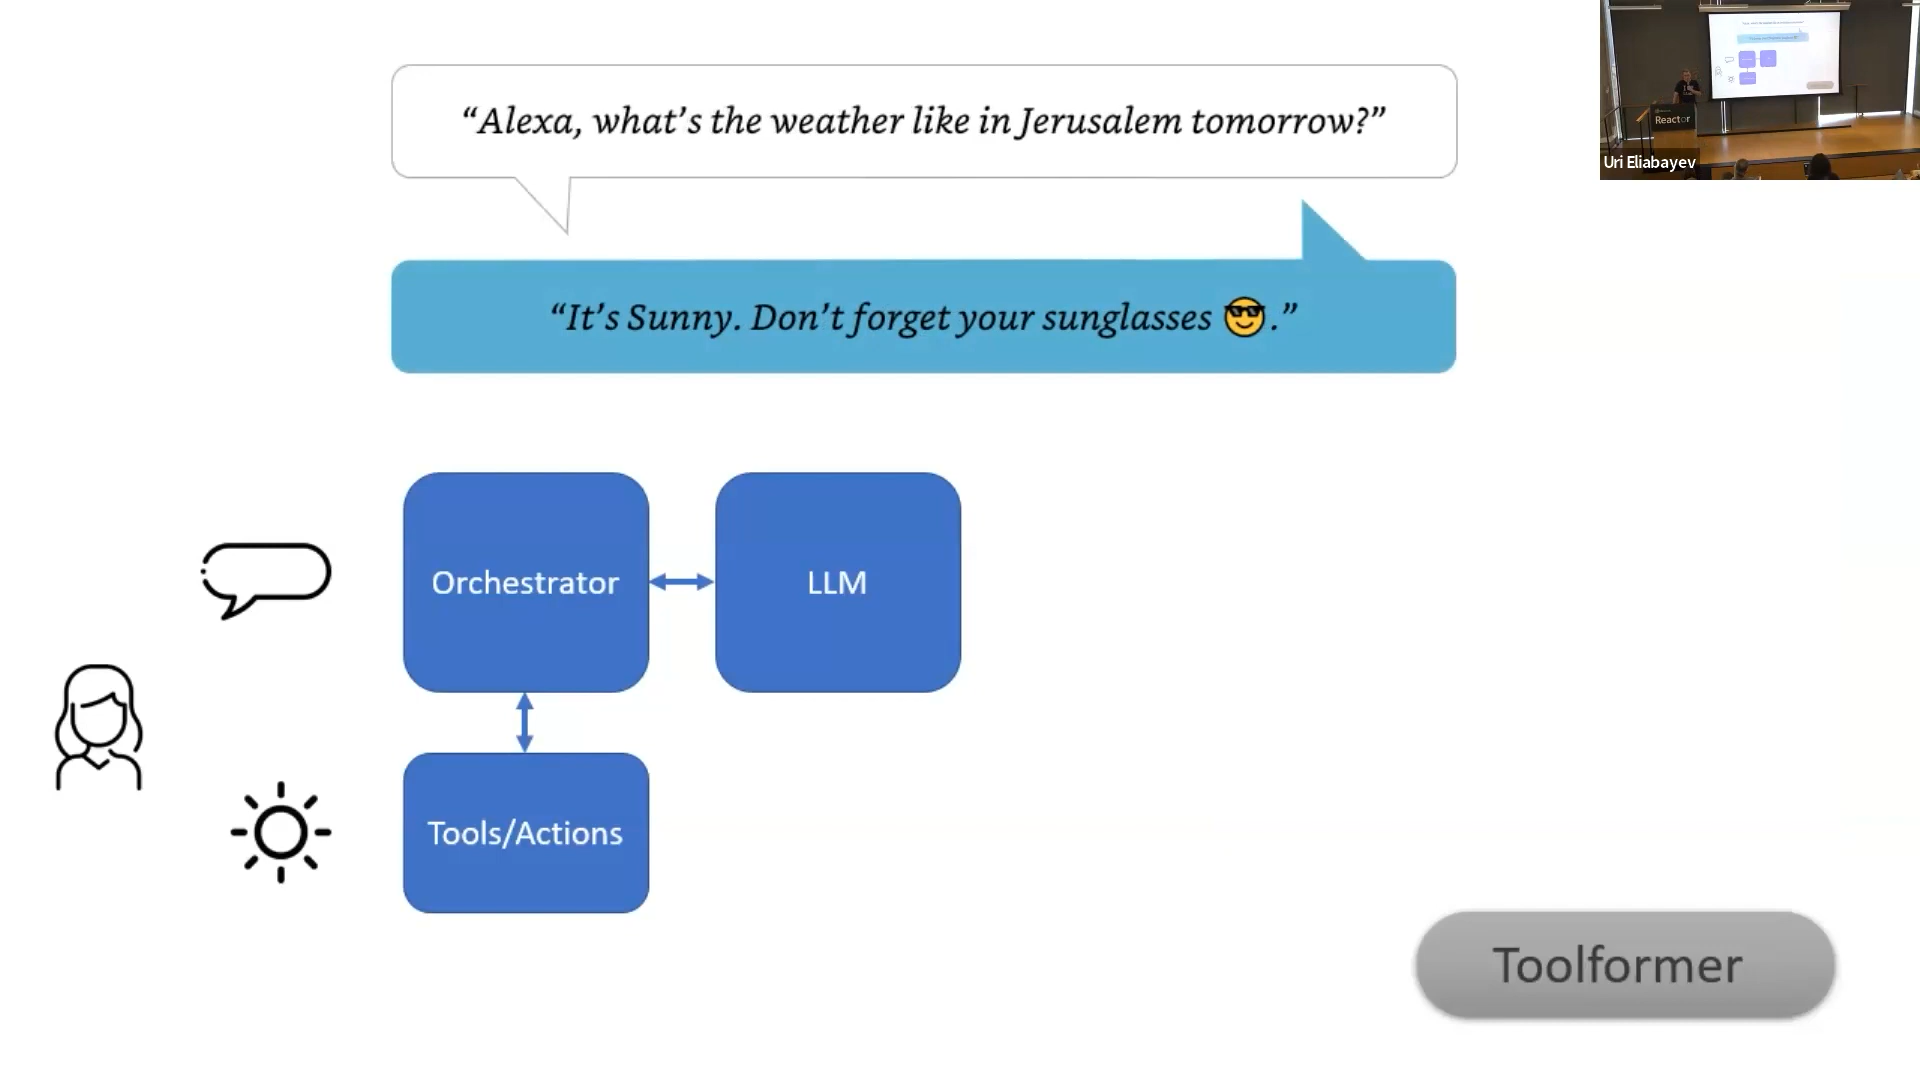 “Alexa, what’s the weather like in Jerusalem tomorrow?”
“It’s Sunny. Don’t forget your sunglasses 😎.”
Orchestrator
LLM
Tools/Actions
Toolformer
Reactor
Uri Eliabayev